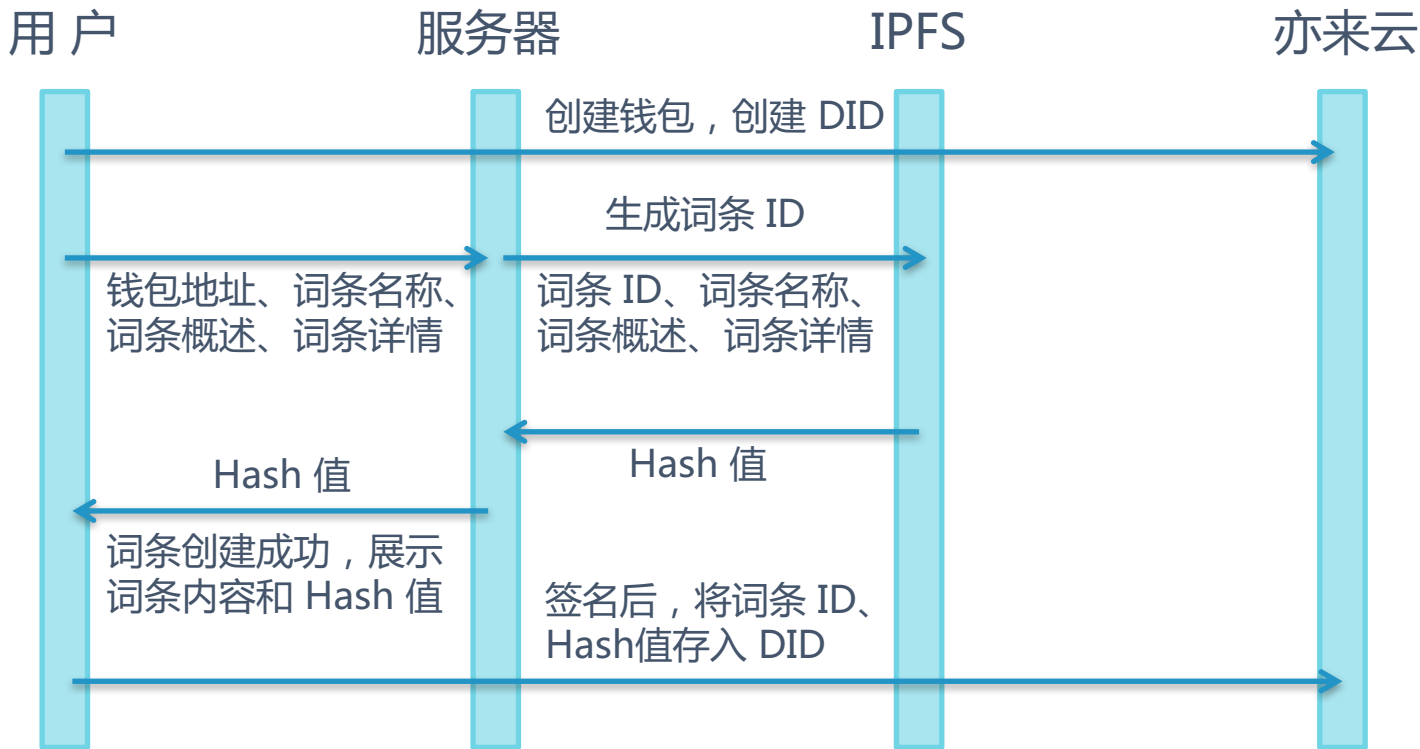 用 户
服务器
IPFS
亦来云
创建钱包，创建 DID
生成词条 ID
钱包地址、词条名称、
词条概述、词条详情
词条 ID、词条名称、
词条概述、词条详情
Hash 值
Hash 值
词条创建成功，展示
词条内容和 Hash 值
签名后，将词条 ID、
Hash值存入 DID